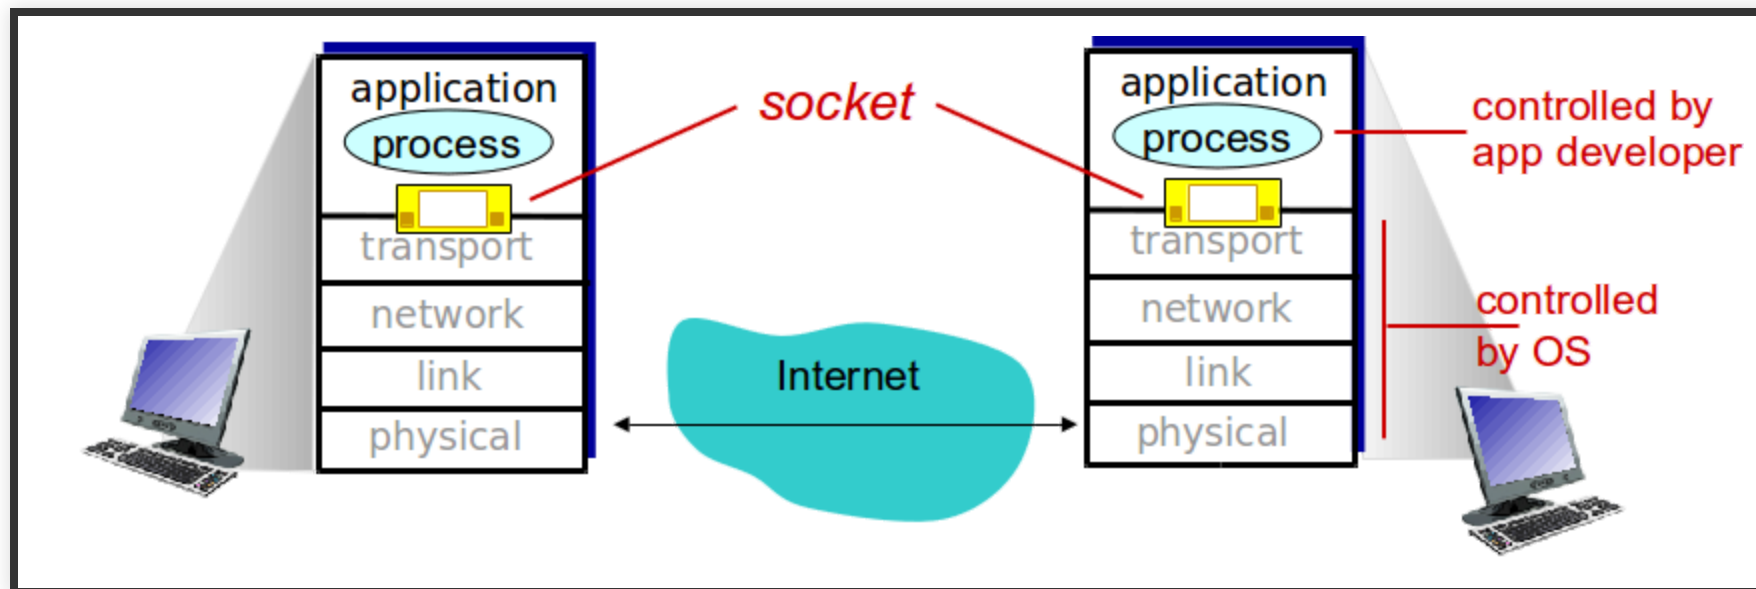 application
process
transport
network
link
physical
socket
Internet
application
process
transport
network
link
physical
controlled by
app developer
controlled
by OS